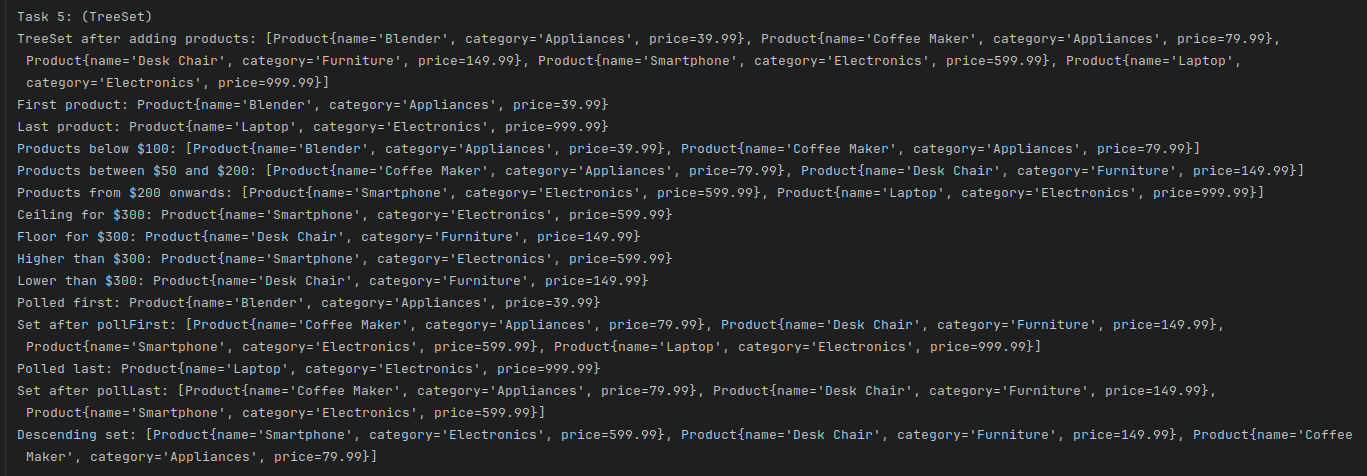 Task 5: (TreeSet)
TreeSet after adding products: [Product{name='Blender', category='Appliances', price=39.99}, Product{name='Coffee Maker', category='Appliances', price=79.99},
Product{name='Desk Chair', category='Furniture', price=149.99}, Product{name='Smartphone', category='Electronics', price=599.99}, Product{name='Laptop',
category='Electronics', price=999.99}]
First product: Product{name='Blender', category='Appliances', price=39.99}
Last product: Product{name='Laptop', category='Electronics', price=999.99}
Products below $100: [Product{name='Blender', category='Appliances', price=39.99}, Product{name='Coffee Maker', category='Appliances', price=79.99}]
Products between $50 and $200: [Product{name='Coffee Maker', category='Appliances', price=79.99}, Product{name='Desk Chair', category='Furniture', price=149.99}]
Products from $200 onwards: [Product{name='Smartphone', category='Electronics', price=599.99}, Product{name='Laptop', category='Electronics', price=999.99}]
Ceiling for $300: Product{name='Smartphone', category='Electronics', price=599.99}
Floor for $300: Product{name='Desk Chair', category='Furniture', price=149.99}
Higher than $300: Product{name='Smartphone', category='Electronics', price=599.99}
Lower than $300: Product{name='Desk Chair', category='Furniture', price=149.99}
Polled first: Product{name='Blender', category='Appliances', price=39.99}
Set after pollFirst: [Product{name='Coffee Maker', category='Appliances', price=79.99}, Product{name='Desk Chair', category='Furniture', price=149.99},
Product{name='Smartphone', category='Electronics', price=599.99}, Product{name='Laptop', category='Electronics', price=999.99}]
Polled last: Product{name='Laptop', category='Electronics', price=999.99}
Set after pollLast: [Product{name='Coffee Maker', category='Appliances', price=79.99}, Product{name='Desk Chair', category='Furniture', price=149.99},
Product{name='Smartphone', category='Electronics', price=599.99}]
Descending set: [Product{name='Smartphone', category='Electronics', price=599.99}, Product{name='Desk Chair', category='Furniture', price=149.99}, Product{name='Coffee
Maker', category='Appliances', price=79.99}]